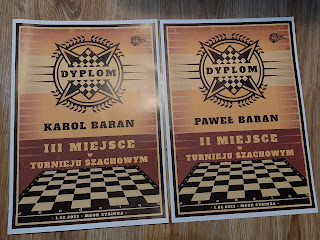 DYPLOM
KAROL BARAN
III MIEJSCE
W
TURNIEJU SZACHOWYM
DYPLOM
PAWEŁ BARAN
II MIEJSCE
W
TURNIEJU SZACHOWYM